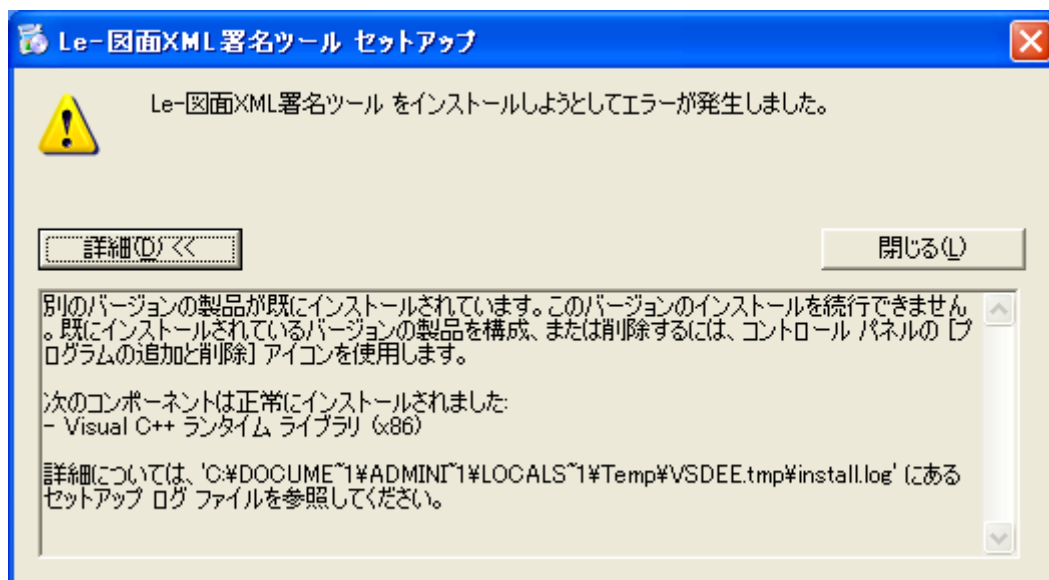 Le-図面XML署名ツール セットアップ
Le-図面XML署名ツール をインストールしようとしてエラーが発生しました。
詳細(D) <<
閉じる(L)
別のバージョンの製品が既にインストールされています。このバージョンのインストールを続行できません
。既にインストールされているバージョンの製品を構成、または削除するには、コントロール パネルの [プ
ログラムの追加と削除] アイコンを使用します。
次のコンポーネントは正常にインストールされました:
- Visual C++ ランタイム ライブラリ (x86)
詳細については、'C:¥DOCUME~1¥ADMINI~1¥LOCALS~1¥Temp¥VSDEE.tmp¥install.log' にある
セットアップ ログ ファイルを参照してください。